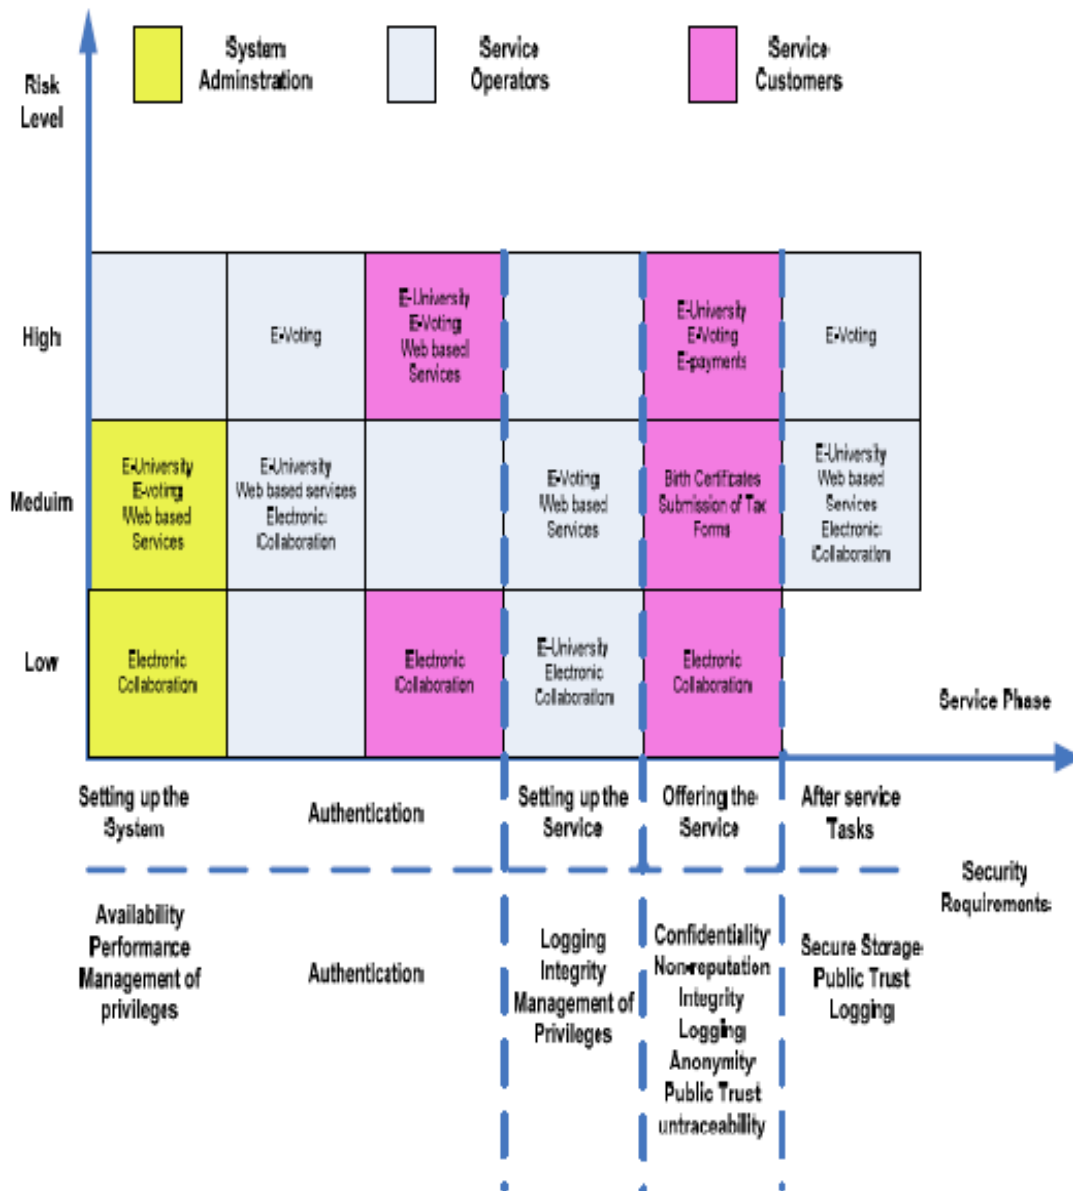 System
Adminstration
Service
Operators
Service
Customers
Risk
Level
High
E-Voting
E-University
E-Voting
Web based
Services
E-University
E-Voting
E-payments
E-Voting
Meduim
E-University
E-voting
Web based
Services
E-University
Web based services
Electronic
Collaboration
E-Voting
Web based
Services
Birth Certificates
Submission of Tax
Forms
E-University
Web based
Services
Electronic
Collaboration
Low
Electronic
Collaboration
Electronic
Collaboration
E-University
Electronic
Collaboration
Electronic
Collaboration
Service Phase
Setting up the
System
Authentication
Setting up the
Service
Offering the
Service
After service
Tasks
Security
Requirements
Availability
Performance
Management of
privileges
Authentication
Logging
Integrity
Management of
Privileges
Confidentiality
Non-reputation
Integrity
Logging
Anonymity
Public Trust
untraceability
Secure Storage
Public Trust
Logging